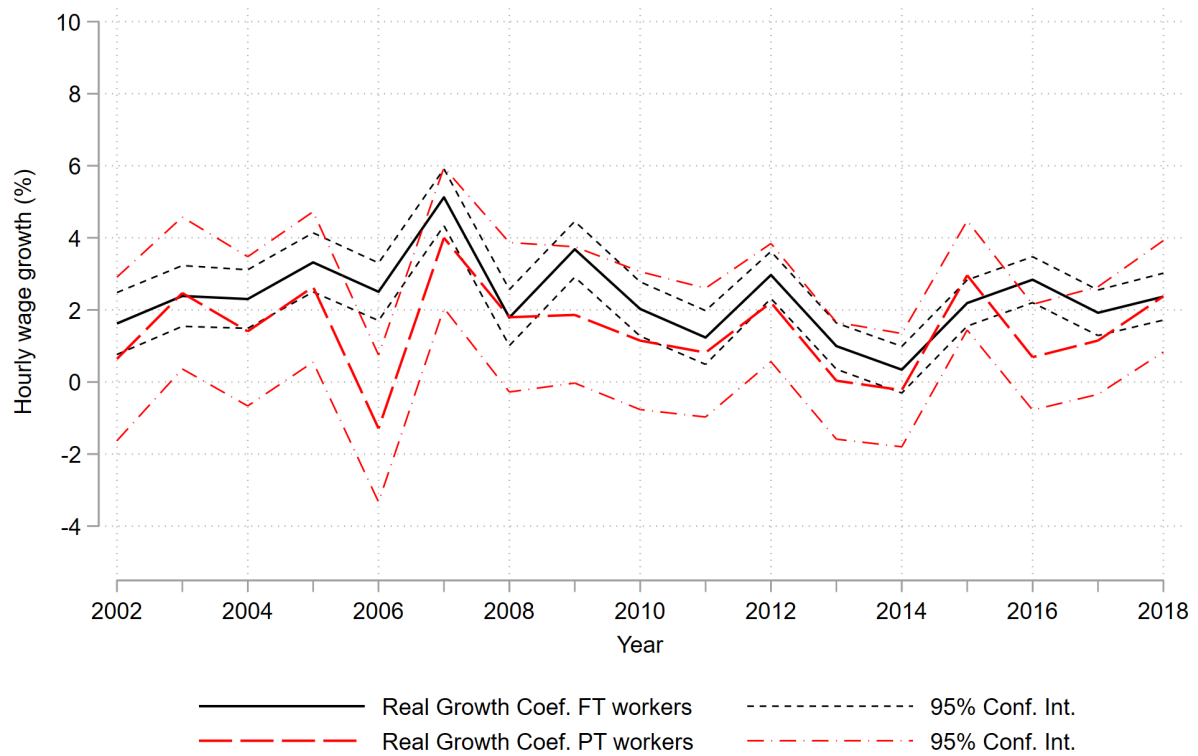 Hourly wage growth (%)
10
8
6
4
2
0
-2
-4
2002 2004 2006 2008 2010 2012 2014 2016 2018
Year
Real Growth Coef. FT workers 95% Conf. Int.
Real Growth Coef. PT workers 95% Conf. Int.